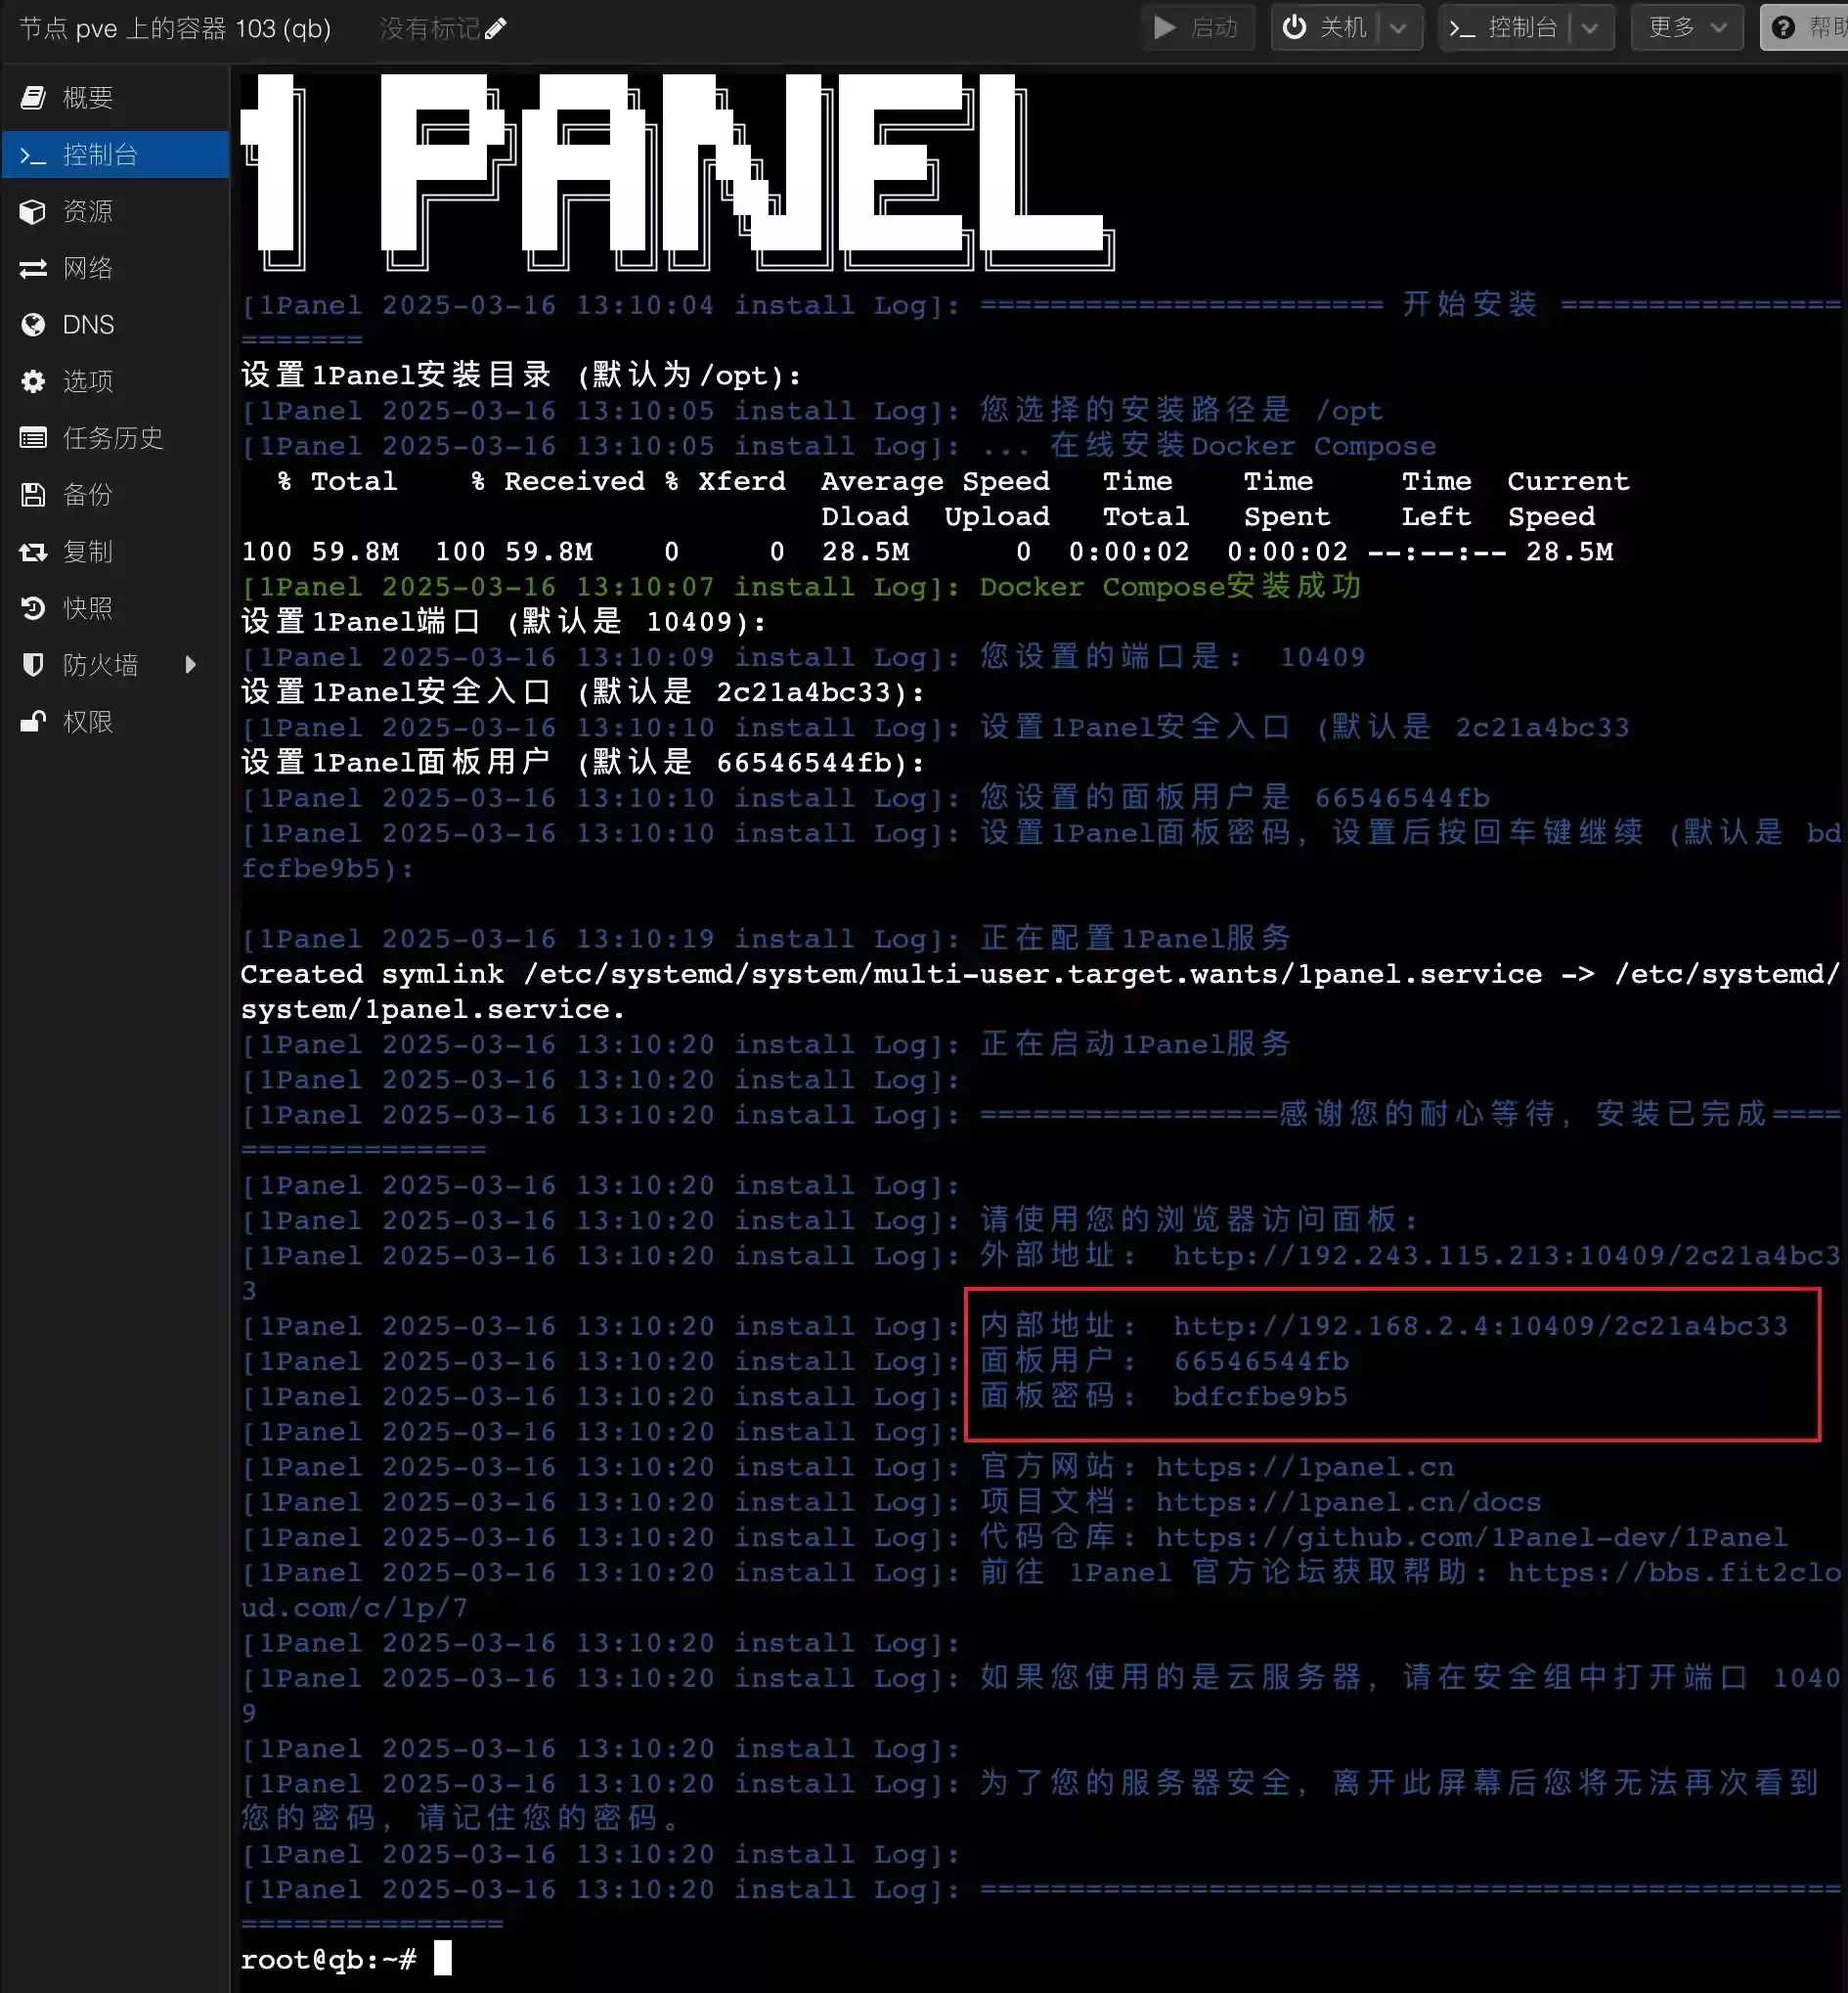 节点 pve 上的容器 103 (qb)
没有标记
启动
关机
控制台
更多
帮助
概要
控制台
资源
网络
DNS
选项
任务历史
备份
复制
快照
防火墙
权限
1 PANEL
[1Panel 2025-03-16 13:10:04 install Log]: ======================= 开始安装 ================
=======
设置1Panel安装目录 (默认为/opt):
[1Panel 2025-03-16 13:10:05 install Log]: 您选择的安装路径是 /opt
[1Panel 2025-03-16 13:10:05 install Log]: ... 在线安装Docker Compose
% Total % Received % Xferd Average Speed Time Time Time Current
Dload Upload Total Spent Left Speed
100 59.8M 100 59.8M 0 0 28.5M 0 0:00:02 0:00:02 --:--:-- 28.5M
[1Panel 2025-03-16 13:10:07 install Log]: Docker Compose安装成功
设置1Panel端口 (默认是 10409):
[1Panel 2025-03-16 13:10:09 install Log]: 您设置的端口是: 10409
设置1Panel安全入口 (默认是 2c21a4bc33):
[1Panel 2025-03-16 13:10:10 install Log]: 设置1Panel安全入口 (默认是 2c21a4bc33
设置1Panel面板用户 (默认是 66546544fb):
[1Panel 2025-03-16 13:10:10 install Log]: 您设置的面板用户是 66546544fb
[1Panel 2025-03-16 13:10:10 install Log]: 设置1Panel面板密码, 设置后按回车键继续 (默认是 bd
fcfbe9b5):
[1Panel 2025-03-16 13:10:19 install Log]: 正在配置1Panel服务
Created symlink /etc/systemd/system/multi-user.target.wants/1panel.service -> /etc/systemd/
system/1panel.service.
[1Panel 2025-03-16 13:10:20 install Log]: 正在启动1Panel服务
[1Panel 2025-03-16 13:10:20 install Log]:
[1Panel 2025-03-16 13:10:20 install Log]: =================感谢您的耐心等待, 安装已完成====
==============
[1Panel 2025-03-16 13:10:20 install Log]:
[1Panel 2025-03-16 13:10:20 install Log]: 请使用您的浏览器访问面板:
[1Panel 2025-03-16 13:10:20 install Log]: 外部地址: http://192.243.115.213:10409/2c21a4bc3
3
[1Panel 2025-03-16 13:10:20 install Log]: 内部地址: http://192.168.2.4:10409/2c21a4bc33
[1Panel 2025-03-16 13:10:20 install Log]: 面板用户: 66546544fb
[1Panel 2025-03-16 13:10:20 install Log]: 面板密码: bdfcfbe9b5
[1Panel 2025-03-16 13:10:20 install Log]:
[1Panel 2025-03-16 13:10:20 install Log]: 官方网站: https://1panel.cn
[1Panel 2025-03-16 13:10:20 install Log]: 项目文档: https://1panel.cn/docs
[1Panel 2025-03-16 13:10:20 install Log]: 代码仓库: https://github.com/1Panel-dev/1Panel
[1Panel 2025-03-16 13:10:20 install Log]: 前往 1Panel 官方论坛获取帮助: https://bbs.fit2clo
ud.com/c/1p/7
[1Panel 2025-03-16 13:10:20 install Log]:
[1Panel 2025-03-16 13:10:20 install Log]: 如果您使用的是云服务器, 请在安全组中打开端口 1040
9
[1Panel 2025-03-16 13:10:20 install Log]:
[1Panel 2025-03-16 13:10:20 install Log]: 为了您的服务器安全, 离开此屏幕后您将无法再次看到
您的密码, 请记住您的密码。
[1Panel 2025-03-16 13:10:20 install Log]:
[1Panel 2025-03-16 13:10:20 install Log]: =================================================
===============
root@qb:~#